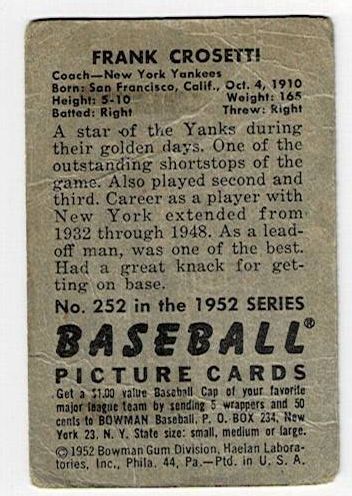 FRANK CROSETTI
Coach—New York Yankees
Born: San Francisco, Calif., Oct. 4, 1910
Height: 5-10 Weight: 165
Batted: Right Threw: Right
A star of the Yanks during
their golden days. One of the
outstanding shortstops of the
game. Also played second and
third. Career as a player with
New York extended from
1932 through 1948. As a lead-
off man, was one of the best.
Had a great knack for get-
ting on base.
No. 252 in the 1952 SERIES
BASEBALL®
PICTURE CARDS
Get a $1.00 value Baseball Cap of your favorite
major league team by sending 5 wrappers and 50
cents to BOWMAN Baseball, P. O. BOX 234, New
York 23, N. Y. State size: small, medium or large.
©1952 Bowman Gum Division, Haelan Labora-
tories, Inc., Phila. 44, Pa.—Ptd. in U. S. A.